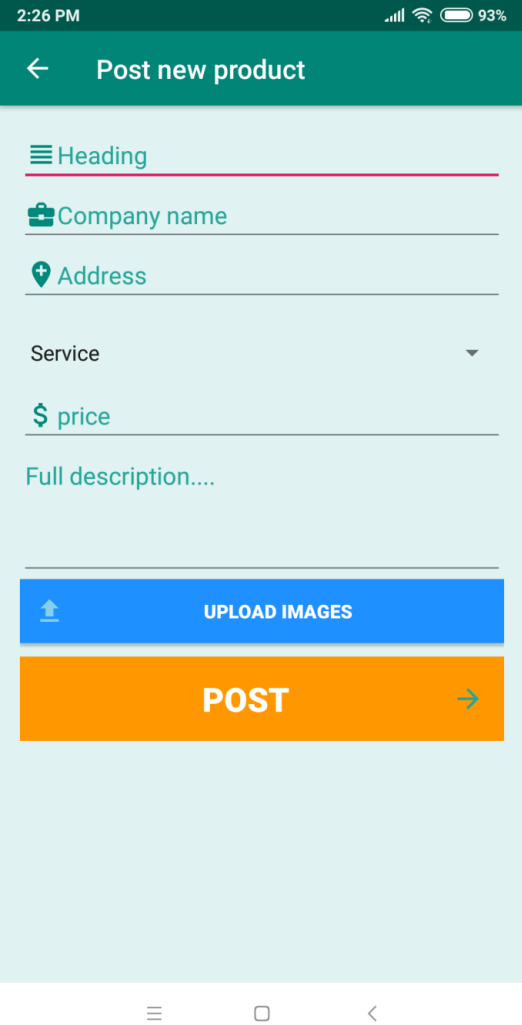 2:26 PM 93%
Post new product
Heading
Company name
Address
Service
$ price
Full description....
UPLOAD IMAGES
POST